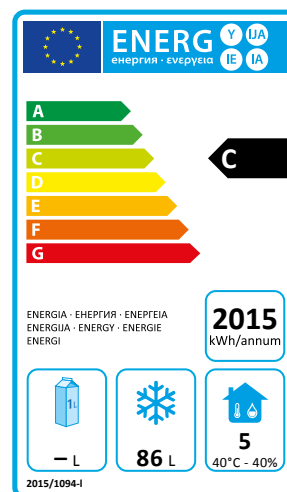 ENERG Y IJA
енергия · ενεργεια IE IA
A
B
C
D
E
F
G
C
ENERGIA · ЕНЕРГИЯ · ΕΝΕΡΓΕΙΑ
ENERGIJA · ENERGY · ENERGIE
ENERGI
2015
kWh/annum
1L
– L
86 L
5
40°C - 40%
2015/1094-I